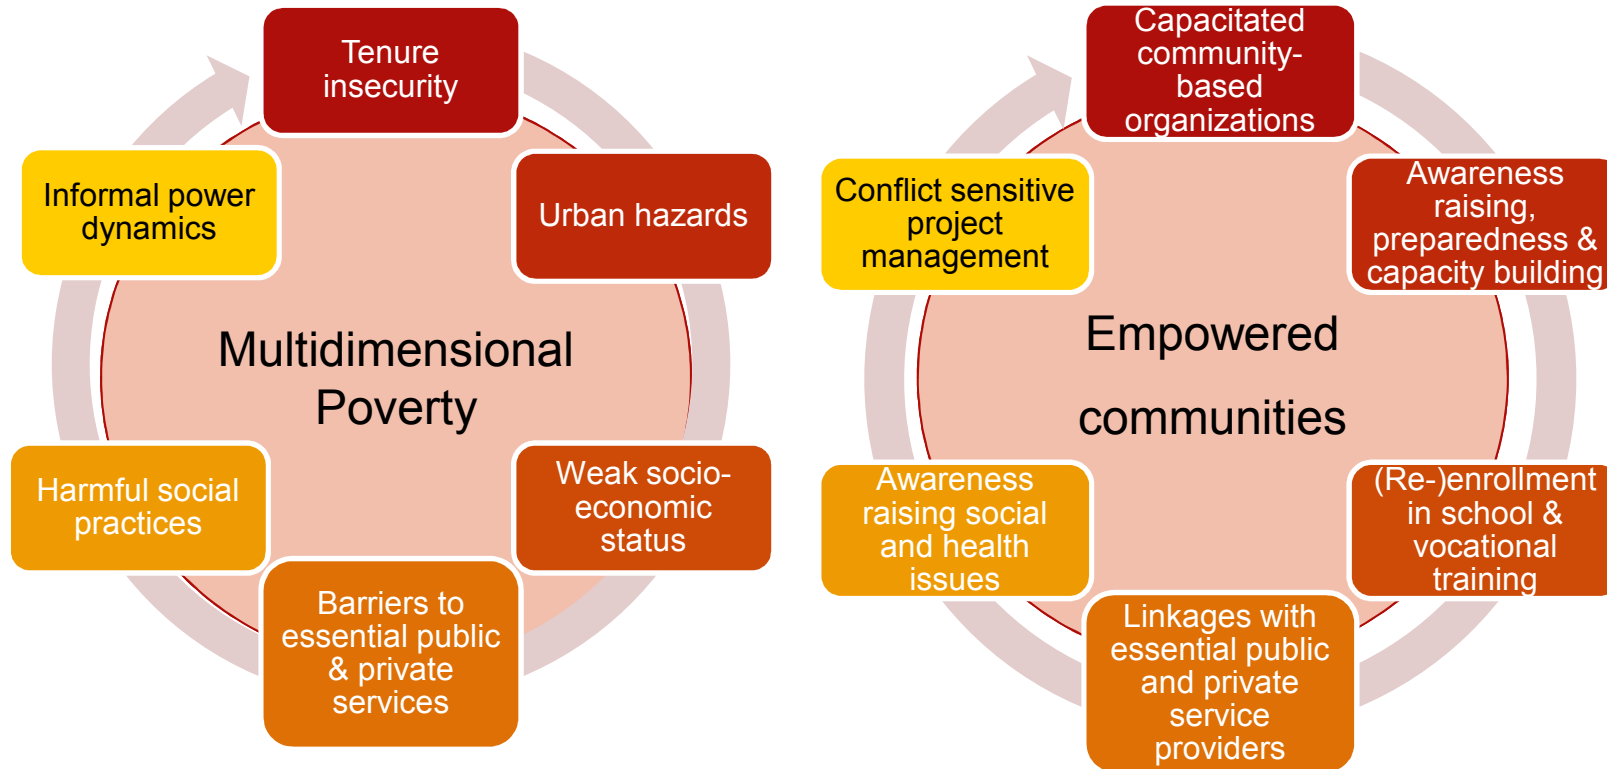 Tenure
insecurity
Urban hazards
Weak socio-
economic
status
Barriers to
essential public
& private
services
Harmful social
practices
Informal power
dynamics
Multidimensional
Poverty
Capacitated
community-
based
organizations
Awareness
raising,
preparedness &
capacity building
(Re-)enrollment
in school &
vocational
training
Linkages with
essential public
and private
service
providers
Awareness
raising social
and health
issues
Conflict sensitive
project
management
Empowered
communities